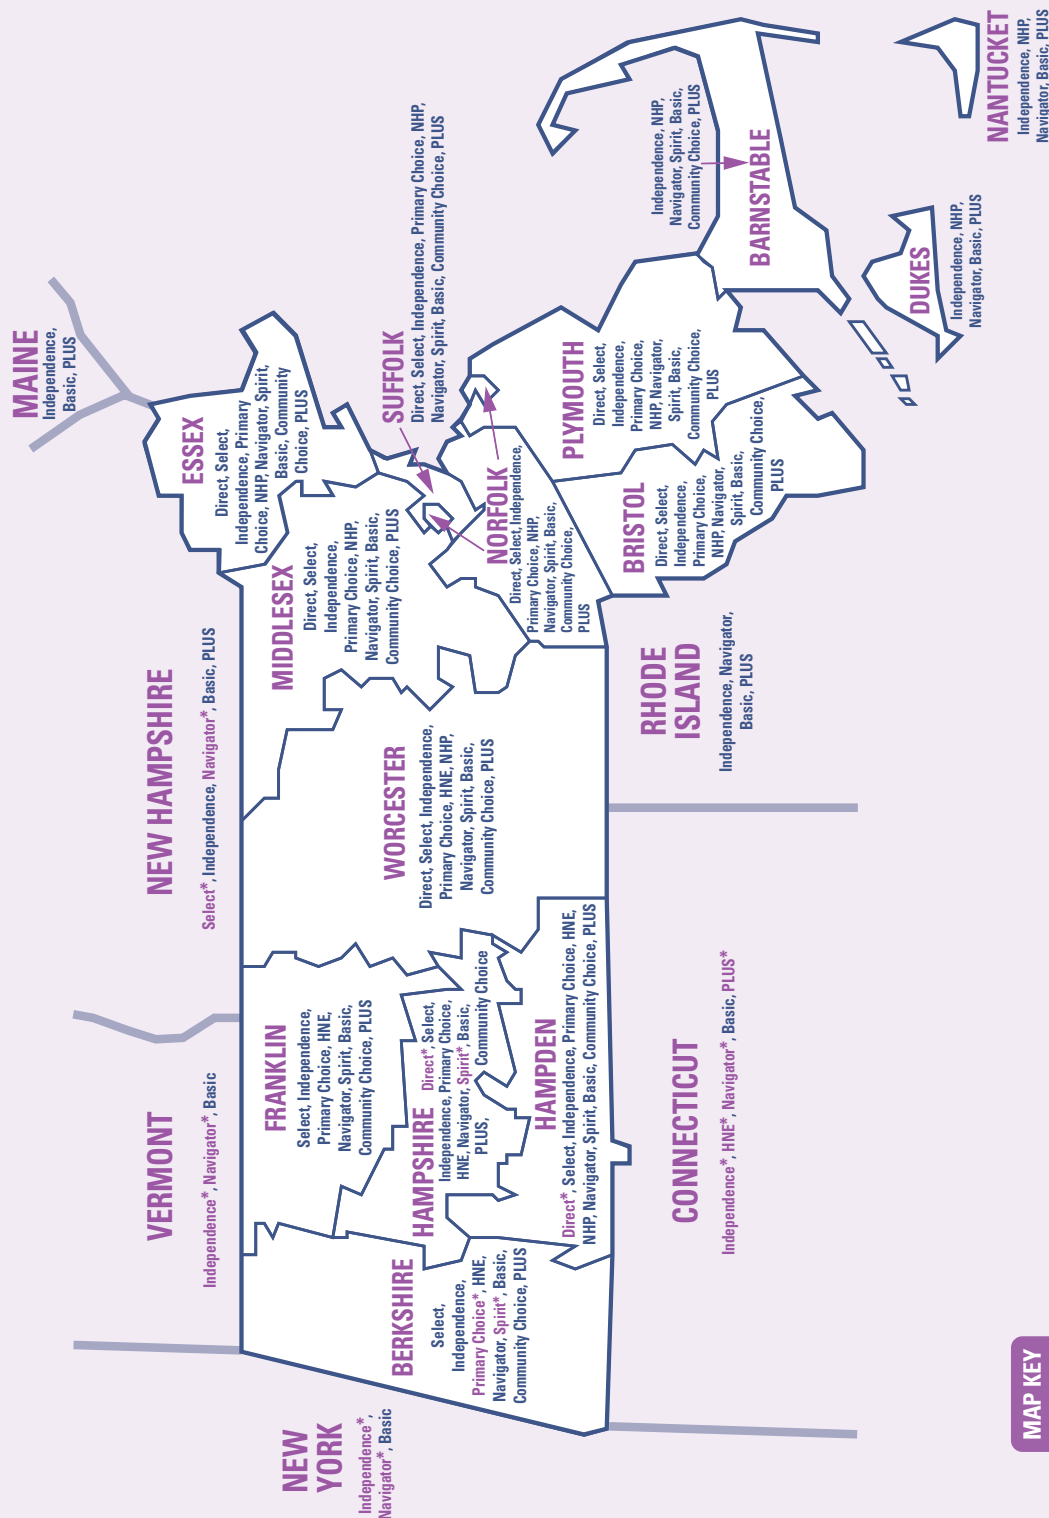 MAINE
Independence,
Basic, PLUS
NEW HAMPSHIRE
Select*, Independence, Navigator*, Basic, PLUS
VERMONT
Independence*, Navigator*, Basic
NEW
YORK
Independence*,
Navigator*, Basic
ESSEX
Direct, Select,
Independence, Primary
Choice, NHP, Navigator, Spirit,
Basic, Community
Choice, PLUS
MIDDLESEX
Direct, Select,
Independence,
Primary Choice, NHP,
Navigator, Spirit, Basic,
Community Choice, PLUS
SUFFOLK
Direct, Select, Independence, Primary Choice, NHP,
Navigator, Spirit, Basic, Community Choice, PLUS
WORCESTER
Direct, Select, Independence,
Primary Choice, HNE, NHP,
Navigator, Spirit, Basic,
Community Choice, PLUS
FRANKLIN
Select, Independence,
Primary Choice, HNE,
Navigator, Spirit, Basic,
Community Choice, PLUS
HAMPSHIRE
Direct*, Select,
Independence, Primary Choice,
HNE, Navigator, Spirit*, Basic,
PLUS, Community Choice
BERKSHIRE
Select,
Independence,
Primary Choice*, HNE,
Navigator, Spirit*, Basic,
Community Choice, PLUS
HAMPDEN
Direct*, Select, Independence, Primary Choice, HNE,
NHP, Navigator, Spirit, Basic, Community Choice, PLUS
NORFOLK
Direct, Select, Independence,
Primary Choice, NHP,
Navigator, Spirit, Basic,
Community Choice,
PLUS
PLYMOUTH
Direct, Select,
Independence,
Primary Choice,
NHP, Navigator,
Spirit, Basic,
Community Choice,
PLUS
BRISTOL
Direct, Select,
Independence,
Primary Choice,
NHP, Navigator,
Spirit, Basic,
Community Choice,
PLUS
Independence, NHP,
Navigator, Spirit, Basic,
Community Choice, PLUS
BARNSTABLE
DUKES
Independence, NHP,
Navigator, Basic, PLUS
NANTUCKET
Independence, NHP,
Navigator, Basic, PLUS
RHODE
ISLAND
Independence, Navigator,
Basic, PLUS
CONNECTICUT
Independence*, HNE*, Navigator*, Basic, PLUS*
MAP KEY